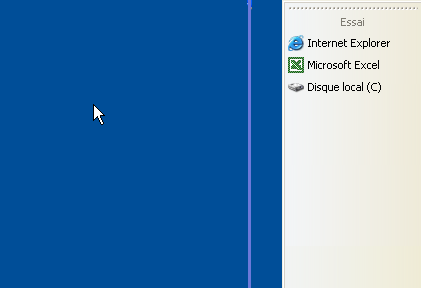 Essai
Internet Explorer
Microsoft Excel
Disque local (C)